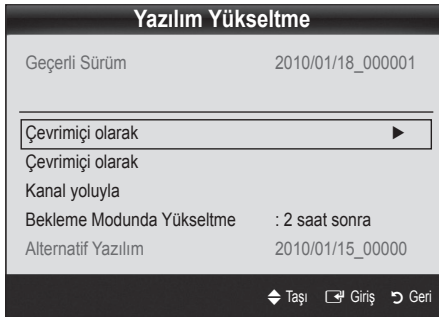 Yazılım Yükseltme
Geçerli Sürüm 2010/01/18_000001
Çevrimiçi olarak ►
Çevrimiçi olarak
Kanal yoluyla
Bekleme Modunda Yükseltme : 2 saat sonra
Alternatif Yazılım 2010/01/15_00000
Taşı Giriş Geri